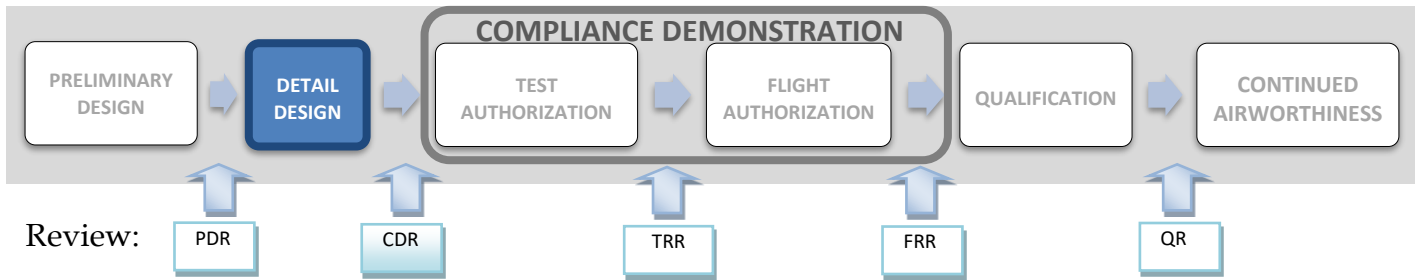 COMPLIANCE DEMONSTRATION
PRELIMINARY
DESIGN
DETAIL
DESIGN
TEST
AUTHORIZATION
FLIGHT
AUTHORIZATION
QUALIFICATION
CONTINUED
AIRWORTHINESS
Review:
PDR
CDR
TRR
FRR
QR